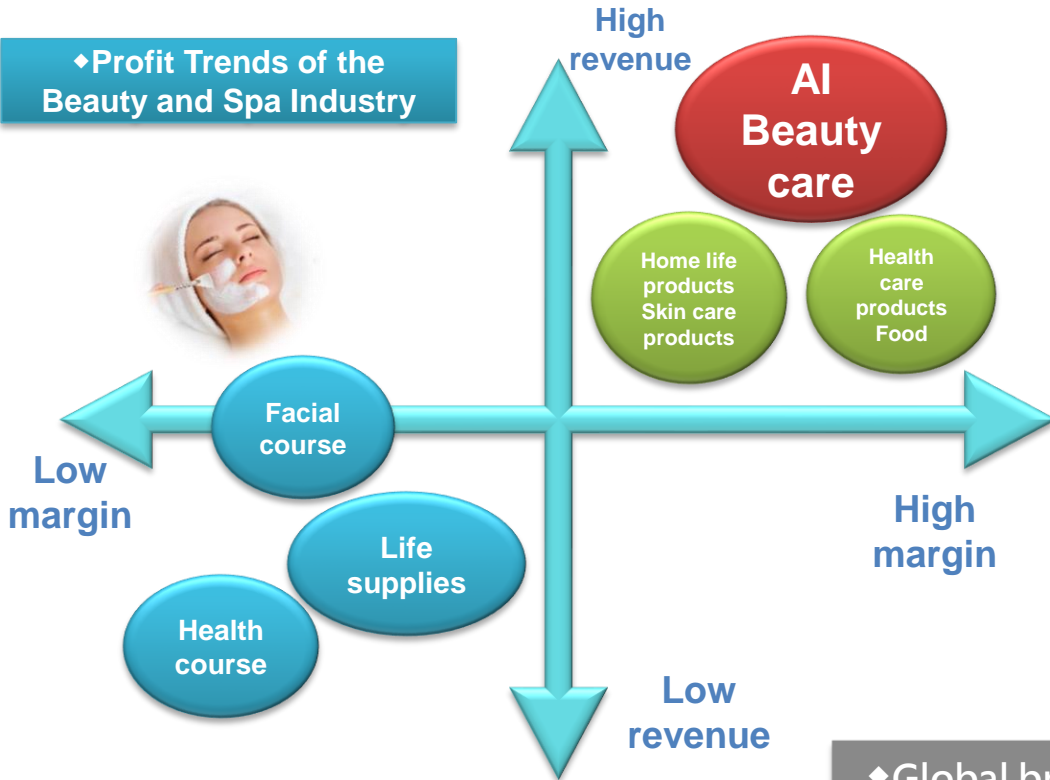 ◆Profit Trends of the
Beauty and Spa Industry
High
revenue
AI
Beauty
care
Home life
products
Skin care
products
Health
care
products
Food
Facial
course
Low
margin
High
margin
Life
supplies
Health
course
Low
revenue
◆Global